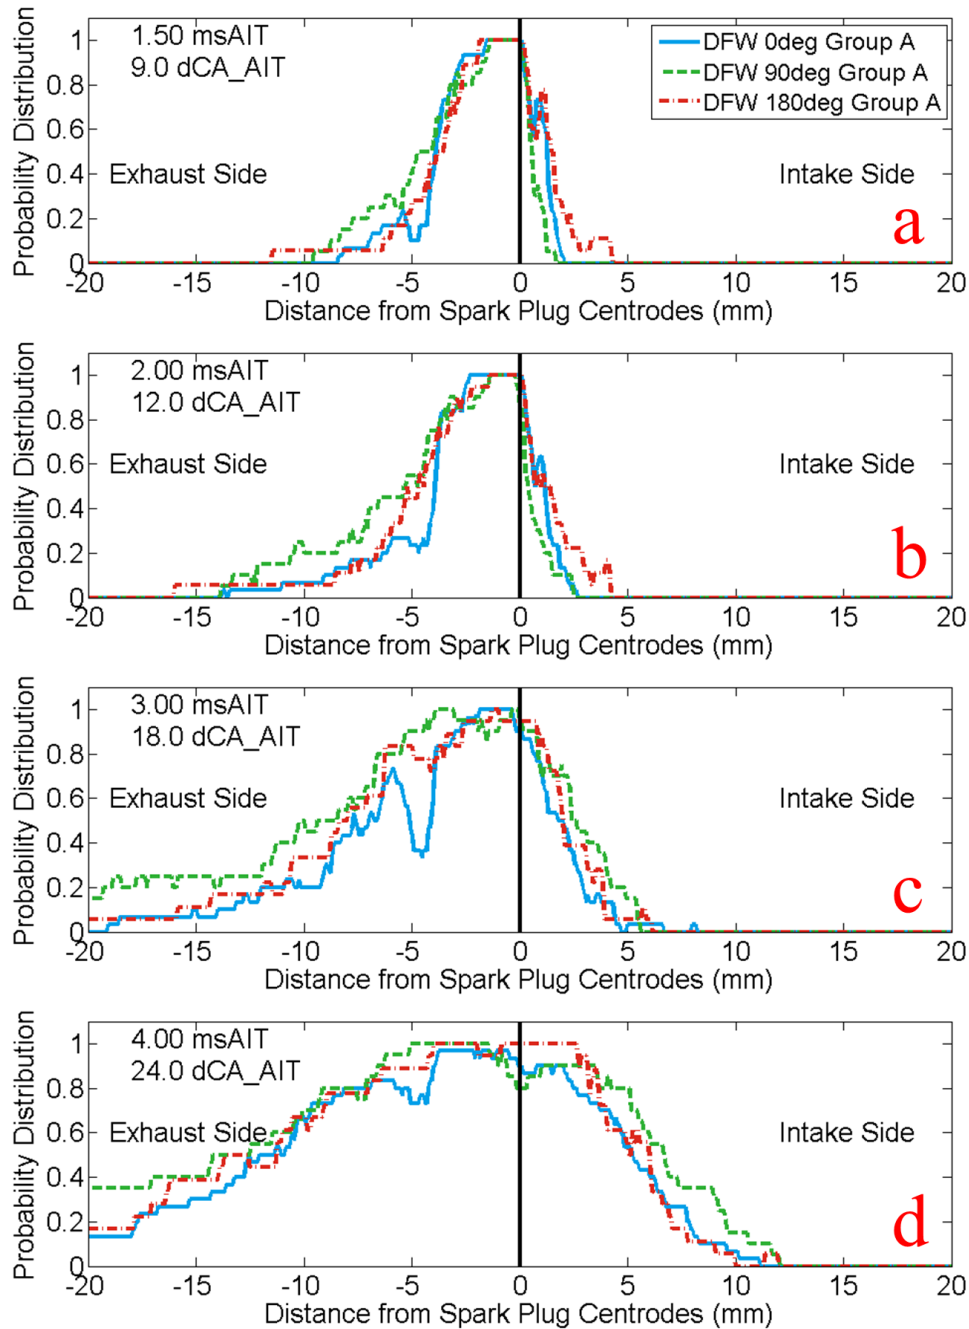 1.50 msAIT
9.0 dCA_AIT
DFW 0deg Group A
DFW 90deg Group A
DFW 180deg Group A
Exhaust Side
Intake Side
a
Probability Distribution
1
0.8
0.6
0.4
0.2
0
-20 -15 -10 -5 0 5 10 15 20
Distance from Spark Plug Centrodes (mm)
2.00 msAIT
12.0 dCA_AIT
Exhaust Side
Intake Side
b
Probability Distribution
1
0.8
0.6
0.4
0.2
0
-20 -15 -10 -5 0 5 10 15 20
Distance from Spark Plug Centrodes (mm)
3.00 msAIT
18.0 dCA_AIT
Exhaust Side
Intake Side
c
Probability Distribution
1
0.8
0.6
0.4
0.2
0
-20 -15 -10 -5 0 5 10 15 20
Distance from Spark Plug Centrodes (mm)
4.00 msAIT
24.0 dCA_AIT
Exhaust Side
Intake Side
d
Probability Distribution
1
0.8
0.6
0.4
0.2
0
-20 -15 -10 -5 0 5 10 15 20
Distance from Spark Plug Centrodes (mm)